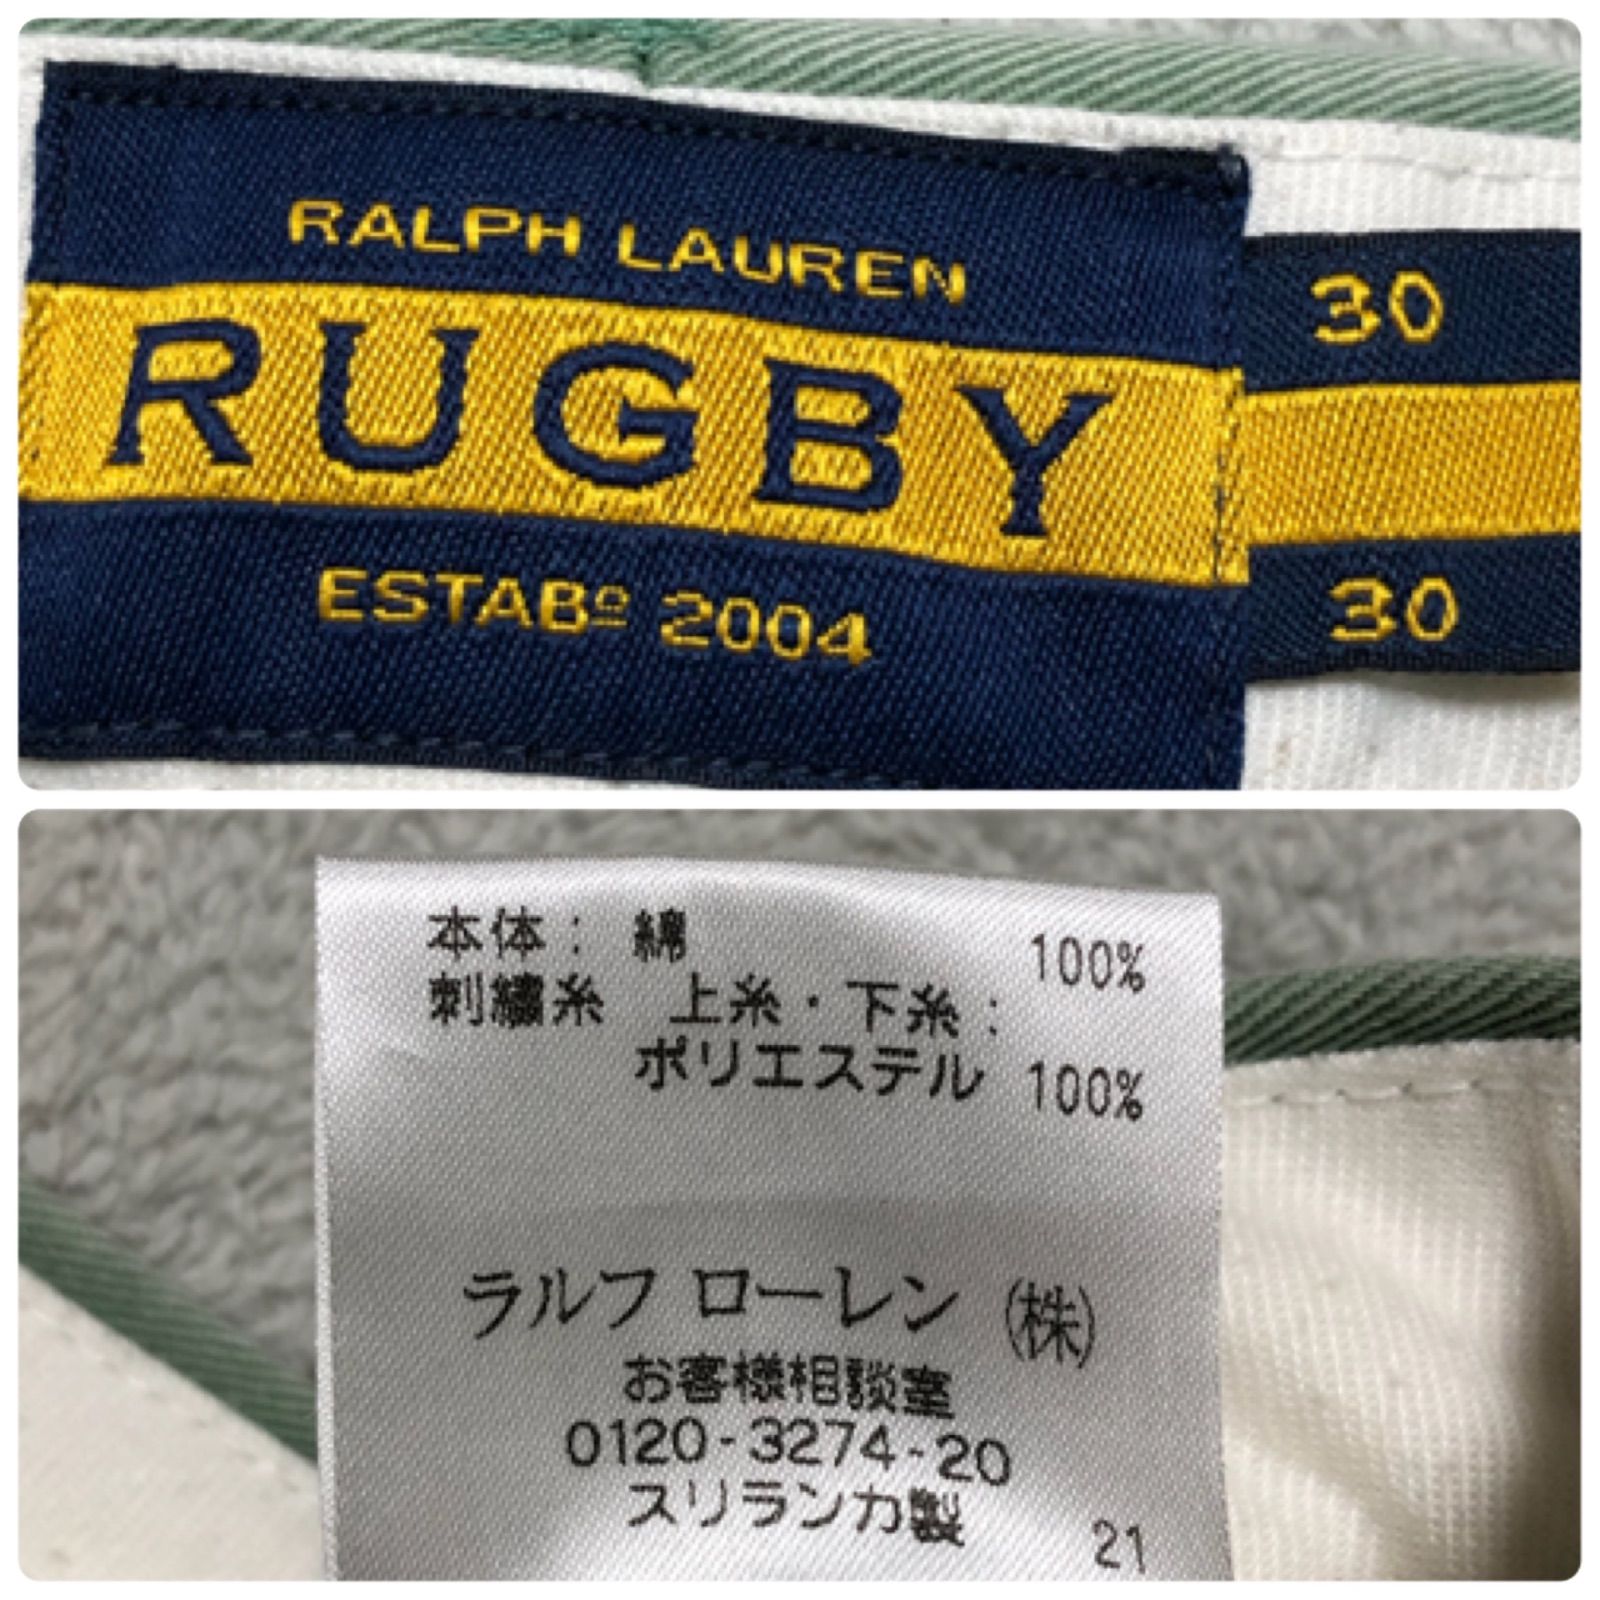 RALPH LAUREN
RUGBY
ESTABº 2004
30
30
本体: 綿 100%
刺繍糸 上糸・下糸:
ポリエステル 100%
ラルフ ローレン (株)
お客様相談室
0120-3274-20
スリランカ製
21